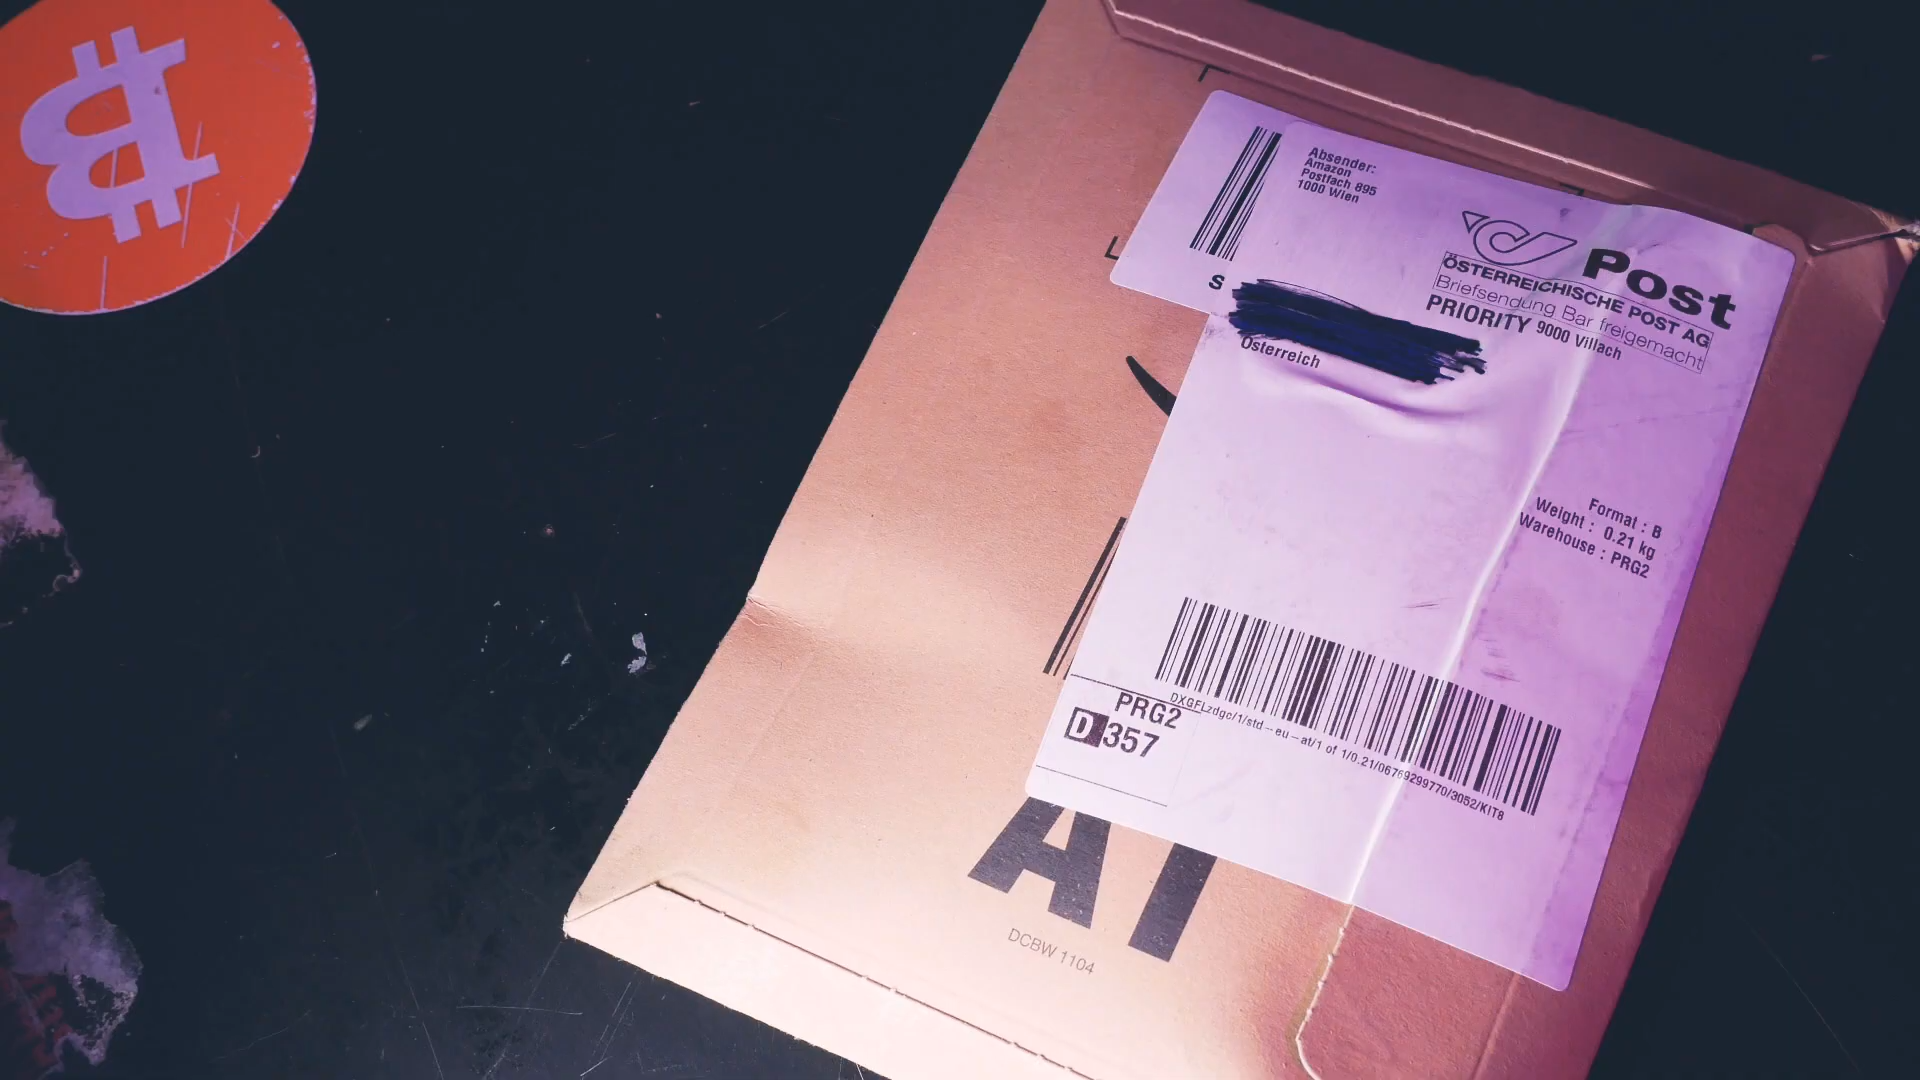 Absender:
Amazon
Postfach 895
1000 Wien
Post
ÖSTERREICHISCHE POST AG
Briefsendung Bar freigemacht
PRIORITY 9000 Villach
S
Österreich
Format : B
Weight : 0.21 kg
Warehouse : PRG2
DXGFLzdgc/1/std-eu-at/1 of 1/0.21/06769299770/3052/KIT8
PRG2
D 357
DCBW 1104